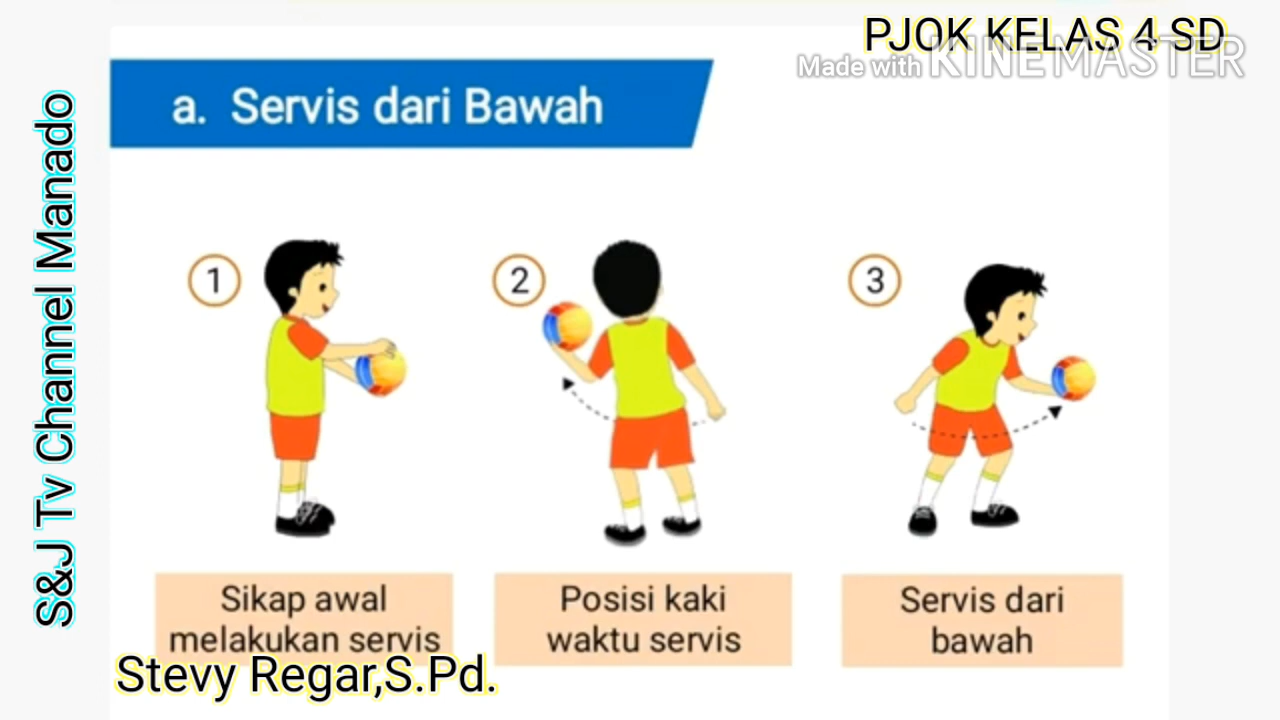 PJOK KELAS 4 SD
Made with KINEMASTER
a. Servis dari Bawah
S&J Tv Channel Manado
1
2
3
Sikap awal
melakukan servis
Posisi kaki
waktu servis
Servis dari
bawah
Stevy Regar,S.Pd.